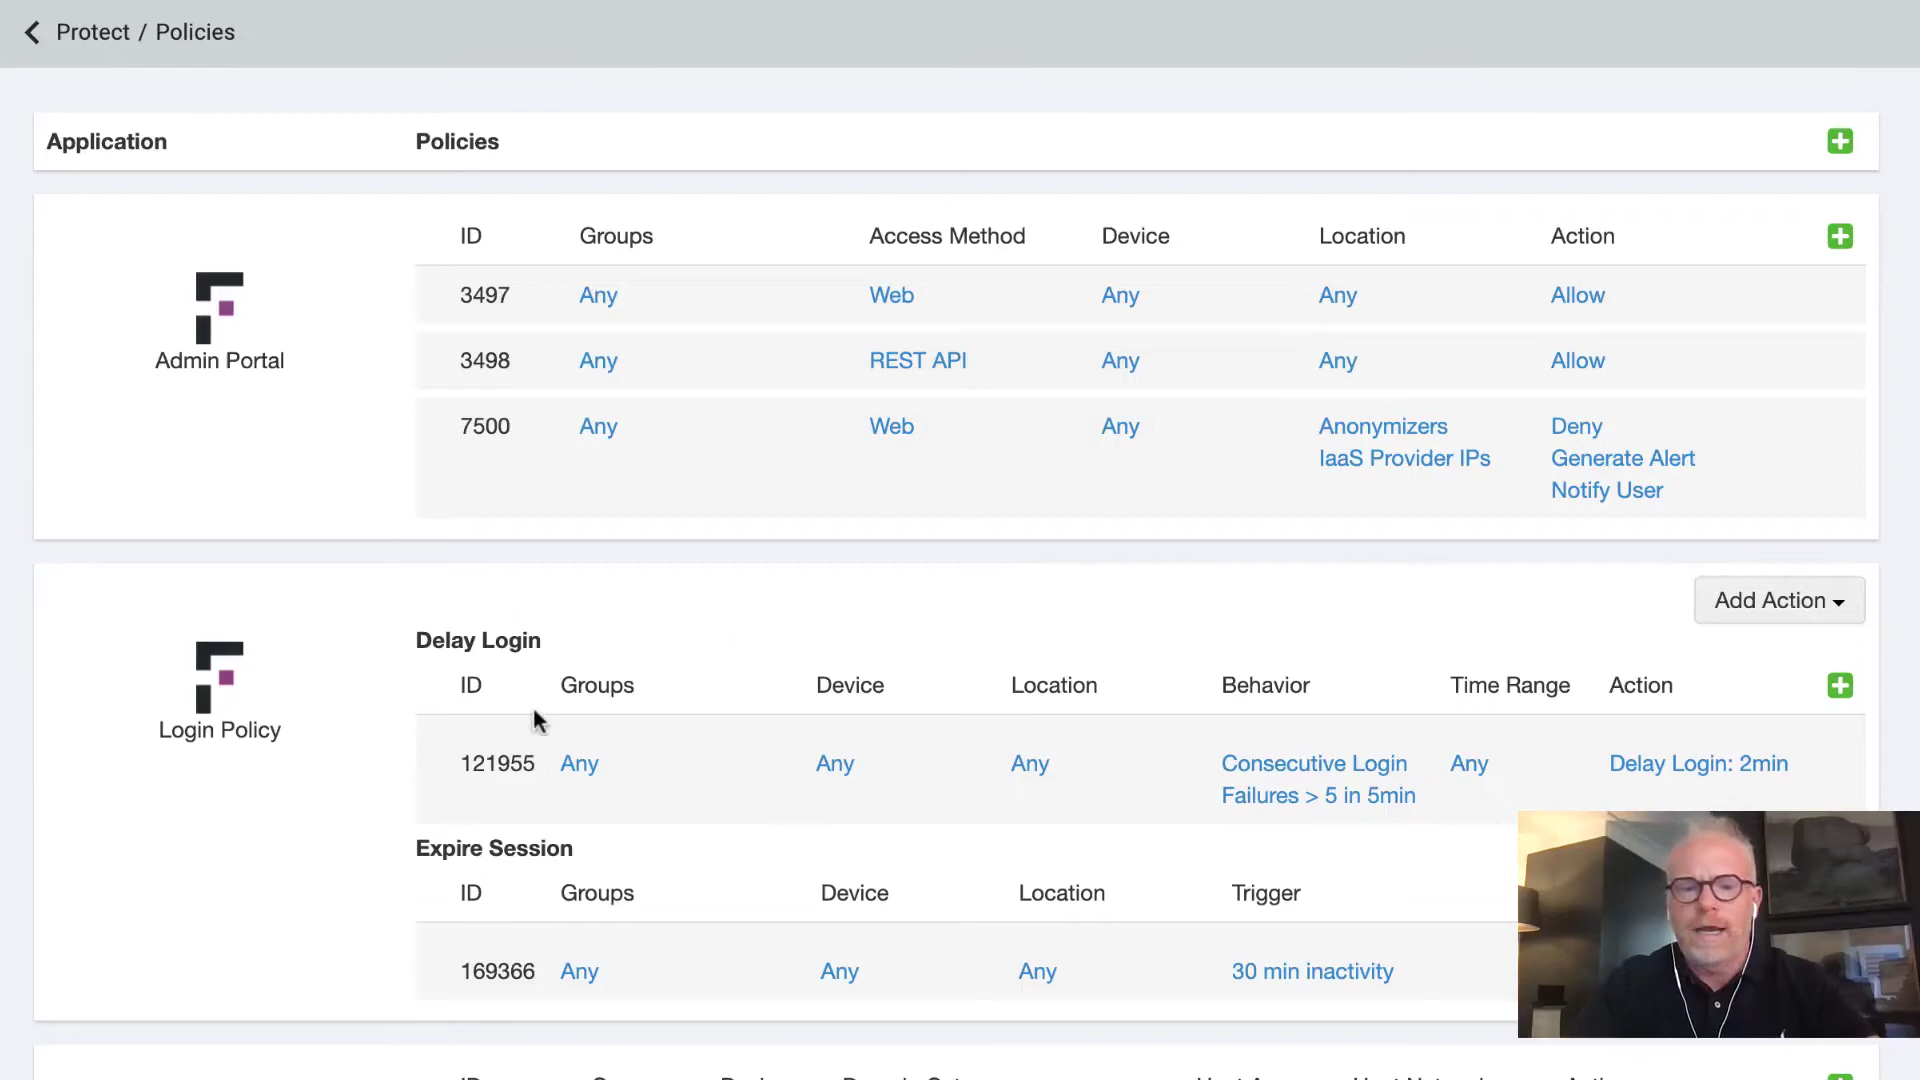 Protect / Policies
Application Policies
ID Groups Access Method Device Location Action
3497 Any Web Any Any Allow
3498 Any REST API Any Any Allow
7500 Any Web Any Anonymizers Deny
IaaS Provider IPs Generate Alert
Notify User
Admin Portal
Add Action
Delay Login
ID Groups Device Location Behavior Time Range Action
121955 Any Any Any Consecutive Login Any Delay Login: 2min
Failures > 5 in 5min
Login Policy
Expire Session
ID Groups Device Location Trigger
169366 Any Any Any 30 min inactivity